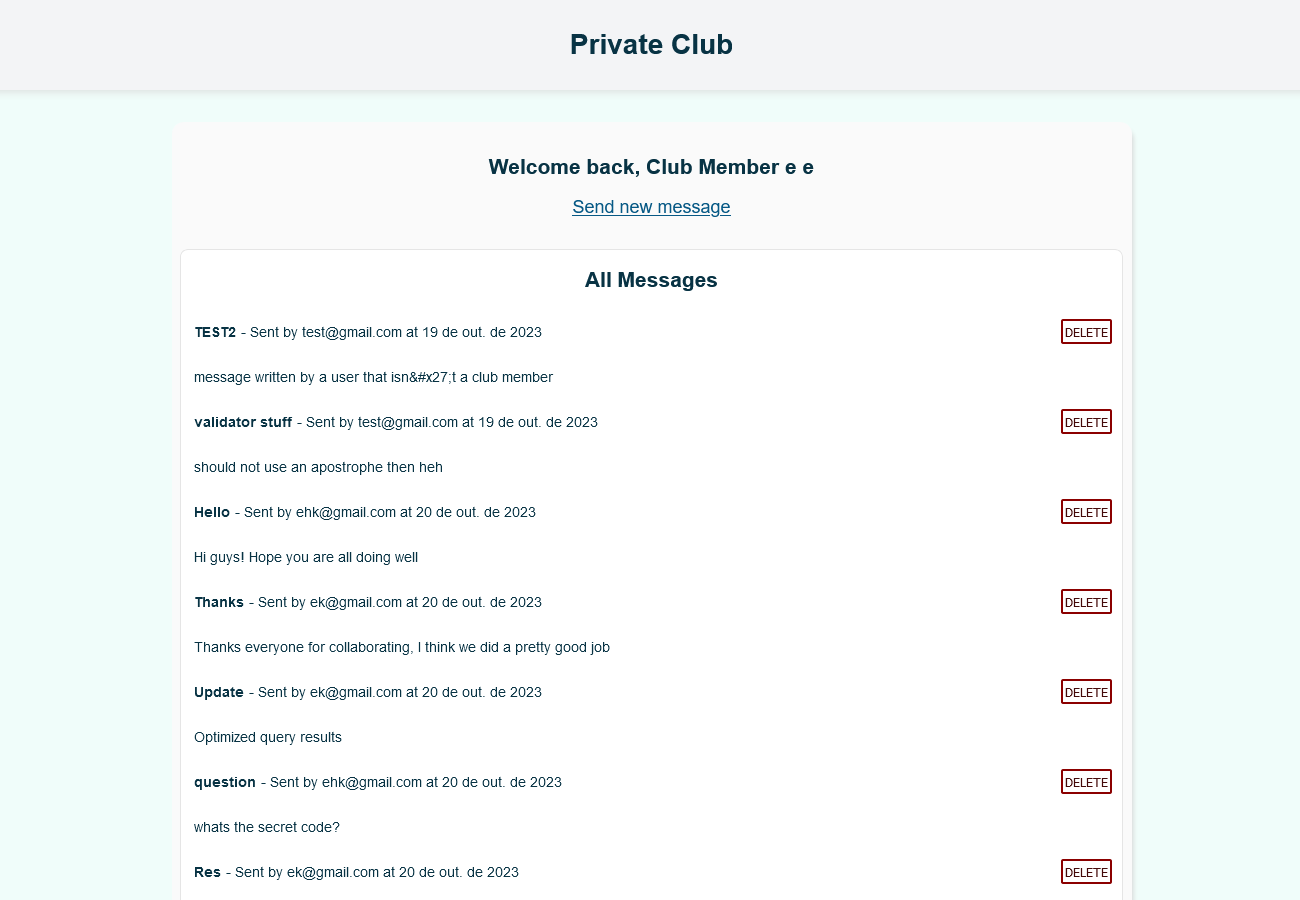 Private Club
Welcome back, Club Member e e
Send new message
All Messages
TEST2 - Sent by test@gmail.com at 19 de out. de 2023 DELETE
message written by a user that isn&#x27;t a club member
validator stuff - Sent by test@gmail.com at 19 de out. de 2023 DELETE
should not use an apostrophe then heh
Hello - Sent by ehk@gmail.com at 20 de out. de 2023 DELETE
Hi guys! Hope you are all doing well
Thanks - Sent by ek@gmail.com at 20 de out. de 2023 DELETE
Thanks everyone for collaborating, I think we did a pretty good job
Update - Sent by ek@gmail.com at 20 de out. de 2023 DELETE
Optimized query results
question - Sent by ehk@gmail.com at 20 de out. de 2023 DELETE
whats the secret code?
Res - Sent by ek@gmail.com at 20 de out. de 2023 DELETE